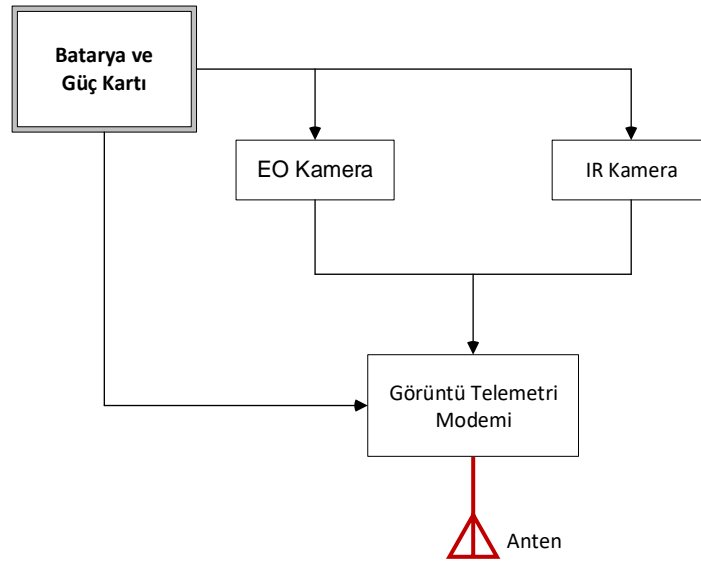 Batarya ve
Güç Kartı
EO Kamera
IR Kamera
Görüntü Telemetri
Modemi
Anten